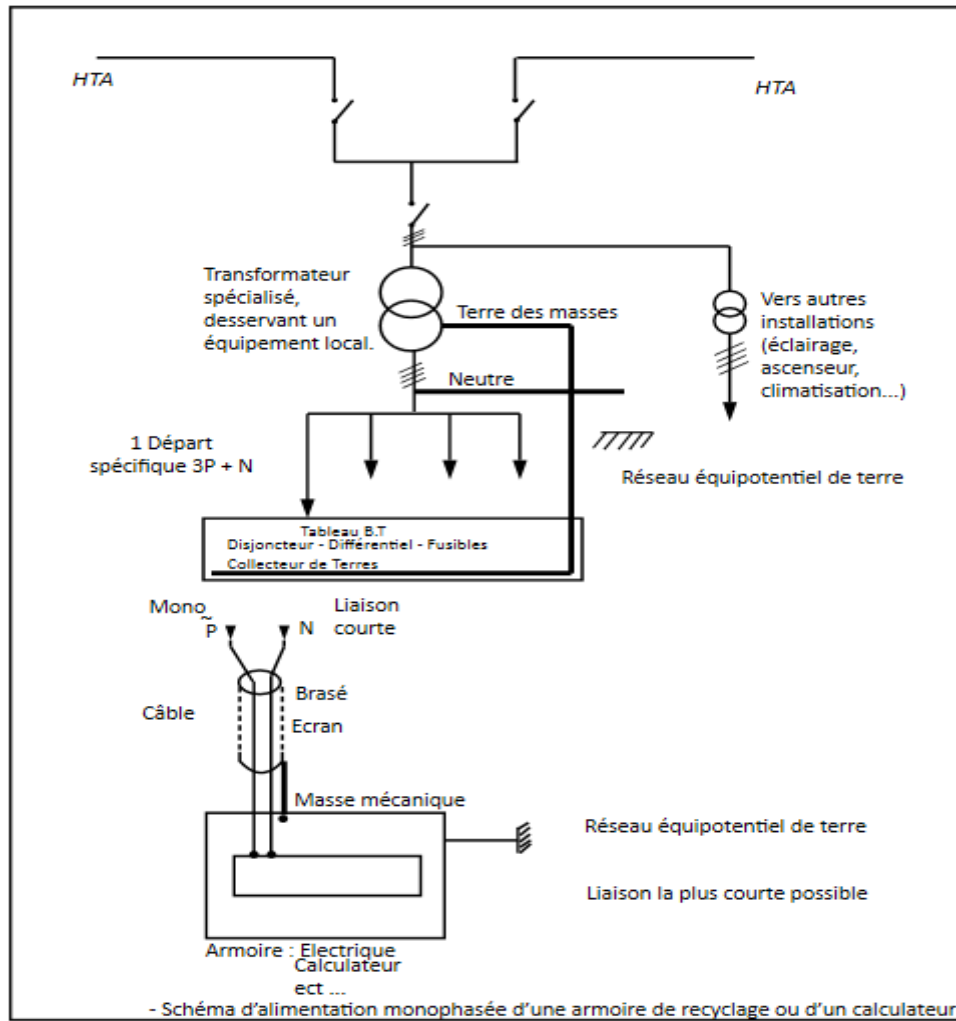 HTA
HTA
Transformateur
spécialisé,
desservant un
équipement local.
Terre des masses
Vers autres
installations
(éclairage,
ascenseur,
climatisation...)
Neutre
1 Départ
spécifique 3P + N
Réseau équipotentiel de terre
Tableau B.T
Disjoncteur - Différentiel - Fusibles
Collecteur de Terres
Mono
~
P
N
Liaison
courte
Câble
Brasé
Ecran
Masse mécanique
Réseau équipotentiel de terre
Liaison la plus courte possible
Armoire : Electrique
Calculateur
ect ...
- Schéma d'alimentation monophasée d'une armoire de recyclage ou d'un calculateur